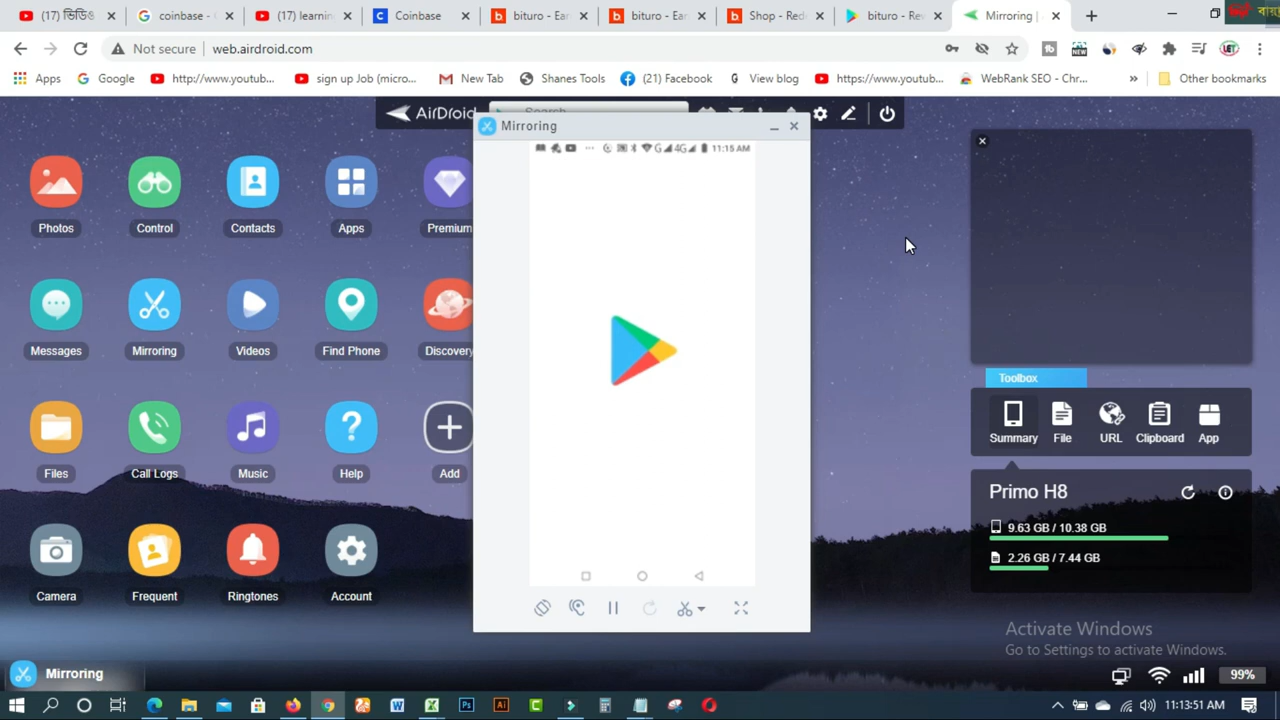 (17) ভিডি
coinbase - G
(17) learnin
Coinbase
bituro - Ear
bituro - Ear
Shop - Rede
bituro - Rev
Mirroring |
Not secure
web.airdroid.com
Apps
Google
http://www.youtub...
sign up Job (micro...
New Tab
Shanes Tools
(21) Facebook
View blog
https://www.youtub...
WebRank SEO - Chr...
»
Other bookmarks
AirDroid
Search
Mirroring
4G
11:15 AM
Photos
Control
Contacts
Apps
Premium
Messages
Mirroring
Videos
Find Phone
Discovery
Files
Call Logs
Music
Help
Add
Camera
Frequent
Ringtones
Account
Toolbox
Summary
File
URL
Clipboard
App
Primo H8
9.63 GB / 10.38 GB
2.26 GB / 7.44 GB
Activate Windows
Go to Settings to activate Windows.
Mirroring
99%
11:13:51 AM